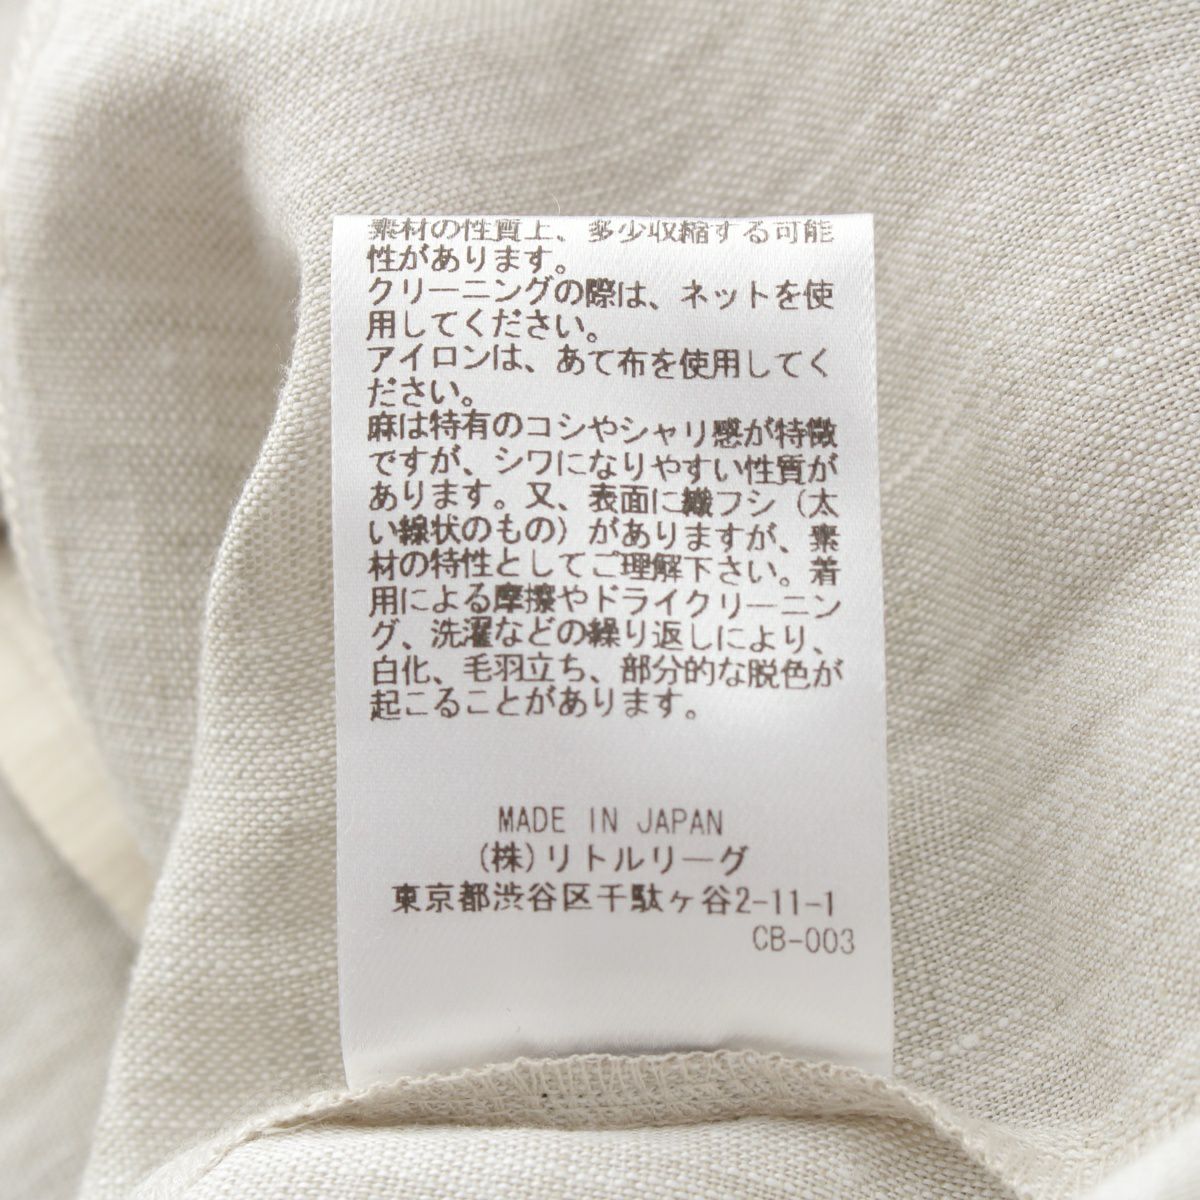 素材の性質上、多少収縮する可能
性があります。
クリーニングの際は、ネットを使
用してください。
アイロンは、あて布を使用してく
ださい。
麻は特有のコシやシャリ感が特徴
ですが、シワになりやすい性質が
あります。又、表面に織フシ（太
い線状のもの）がありますが、素
材の特性としてご理解下さい。着
用による摩擦やドライクリーニン
グ、洗濯などの繰り返しにより、
白化、毛羽立ち、部分的な脱色が
起こることがあります。
MADE IN JAPAN
(株)リトルリーグ
東京都渋谷区千駄ヶ谷2-11-1
CB-003